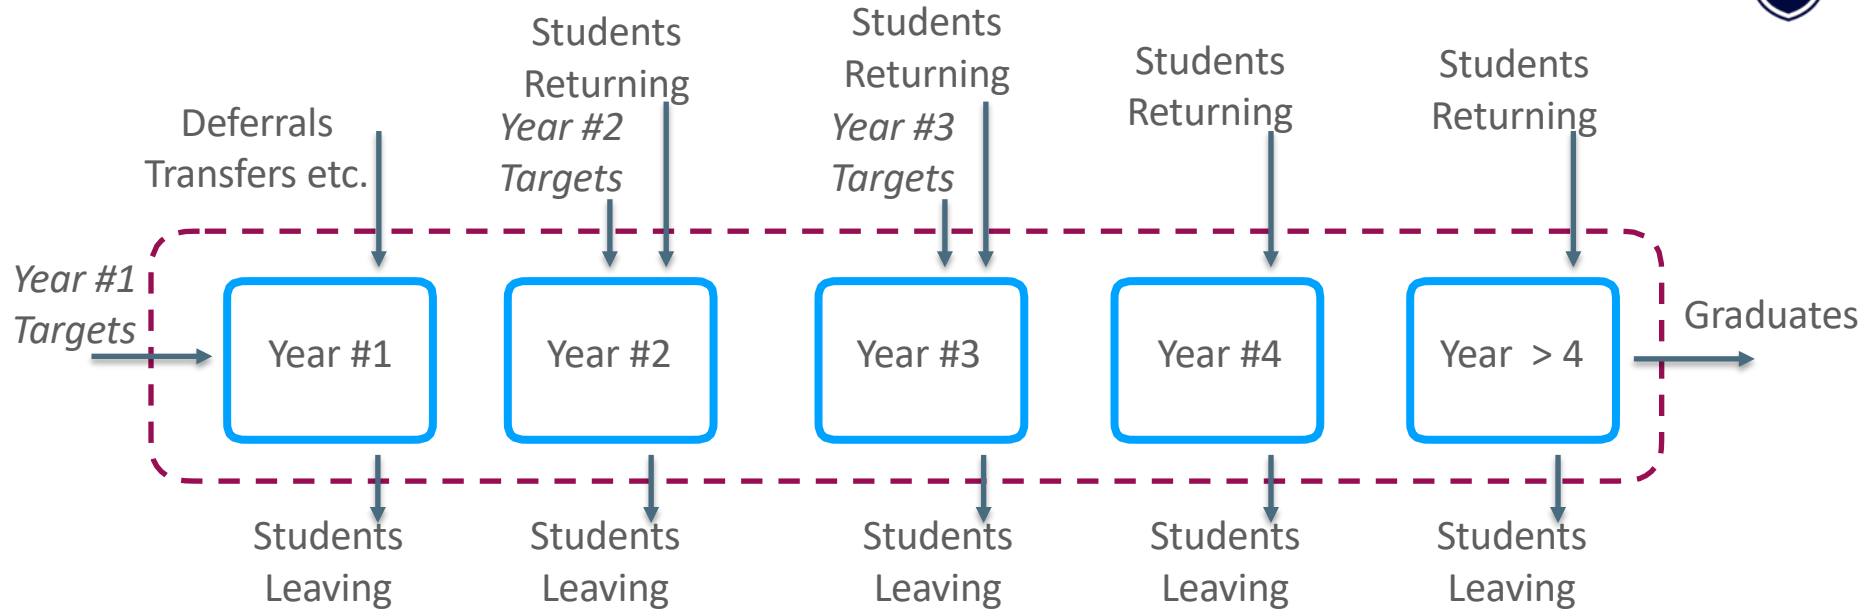 Students
Returning
Students
Returning
Students
Returning
Students
Returning
Deferrals
Transfers etc.
Year #2
Targets
Year #3
Targets
Year #1
Targets
Year #1
Year #2
Year #3
Year #4
Year > 4
Graduates
Students
Leaving
Students
Leaving
Students
Leaving
Students
Leaving
Students
Leaving